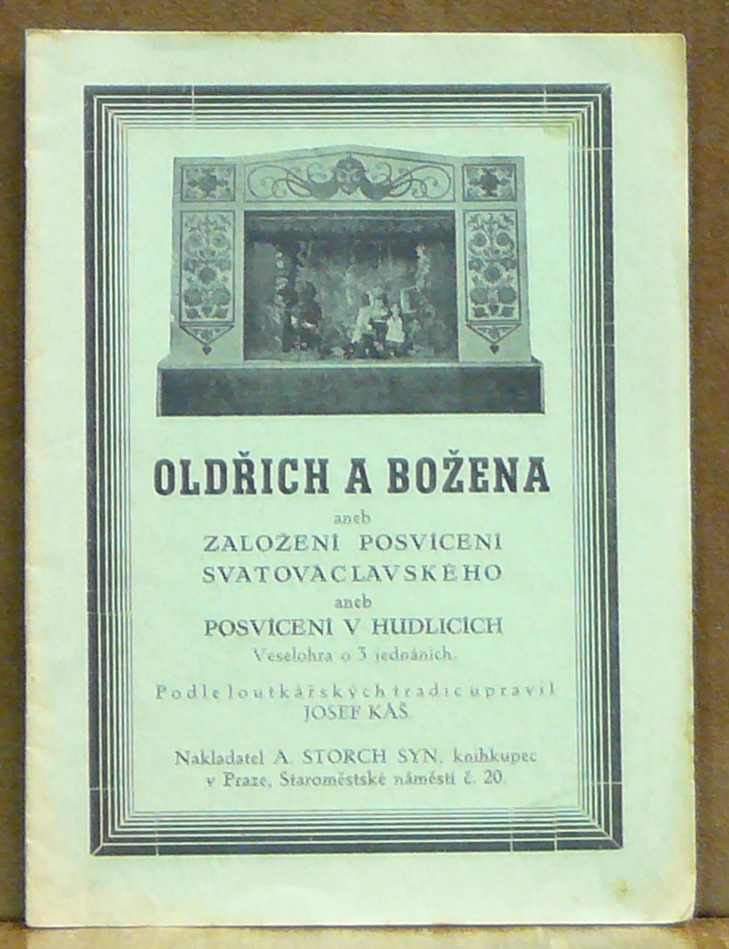 OLDŘICH A BOŽENA
aneb
ZALOŽENÍ POSVÍCENÍ
SVATOVÁCLAVSKÉHO
aneb
POSVÍCENÍ V HUDLICÍCH
Veselohra o 3 jednáních.
Podle loutkářských tradic upravil
JOSEF KÁŠ.
Nakladatel A. STORCH SYN, knihkupec
v Praze, Staroměstské náměstí č. 20.